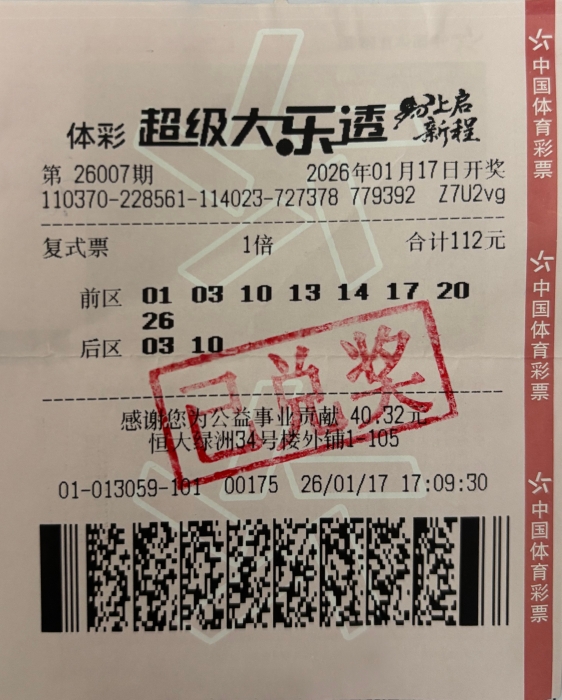 体彩 超级大乐透 马上启
新程
第 26007期 2026年01月17日开奖
110370-228561-114023-727378 779392 Z7U2vg
复式票 1倍 合计112元
前区 01 03 10 13 14 17 20
26
后区 03 10
已兑奖
感谢您为公益事业贡献 40.32元
恒大绿洲34号楼外铺1-105
01-013059-101 00175 26/01/17 17:09:30
中国体育彩票
中国体育彩票
中国体育彩票